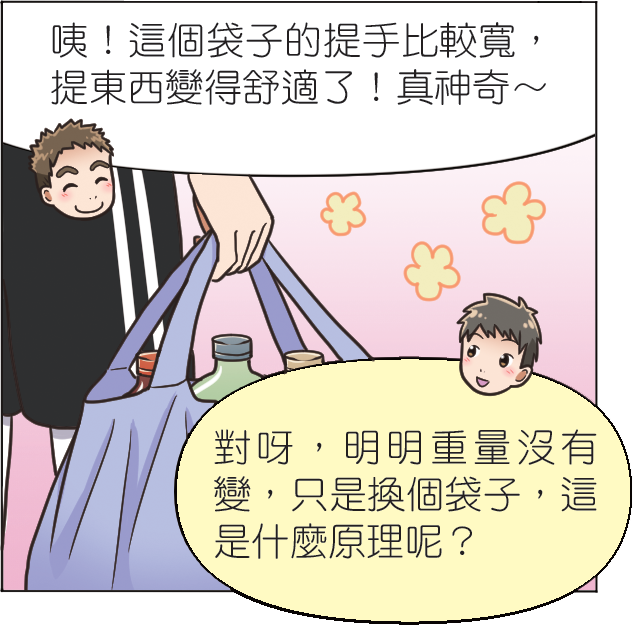 咦！這個袋子的提手比較寬，
提東西變得舒適了！真神奇～
對呀，明明重量沒有
變，只是換個袋子，這
是什麼原理呢？